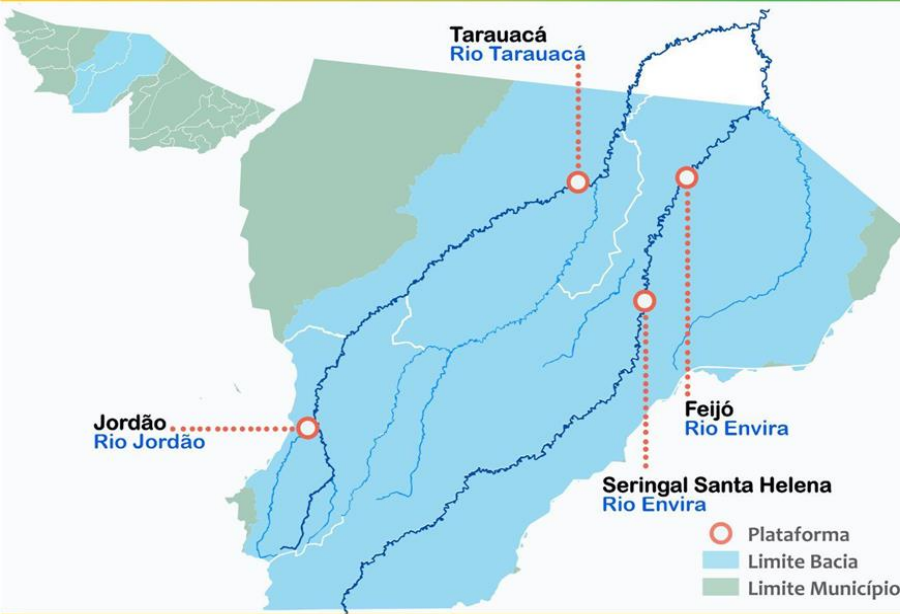 Tarauacá
Rio Tarauacá
Jordão
Rio Jordão
Feijó
Rio Envira
Seringal Santa Helena
Rio Envira
Plataforma
Limite Bacia
Limite Município